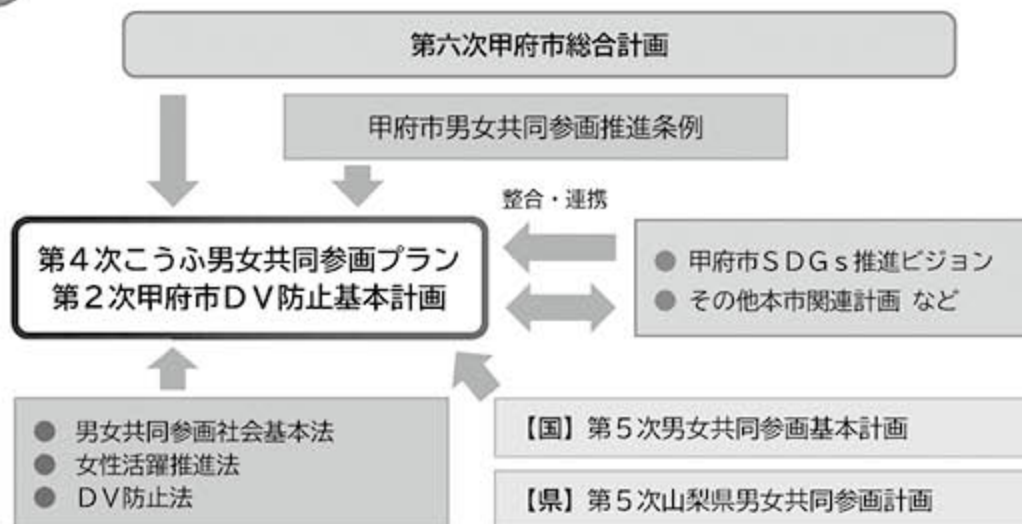 第六次甲府市総合計画
甲府市男女共同参画推進条例
整合・連携
第４次こうふ男女共同参画プラン
第２次甲府市ＤＶ防止基本計画
● 甲府市ＳＤＧｓ推進ビジョン
● その他本市関連計画 など
● 男女共同参画社会基本法
● 女性活躍推進法
● ＤＶ防止法
【国】第５次男女共同参画基本計画
【県】第５次山梨県男女共同参画計画